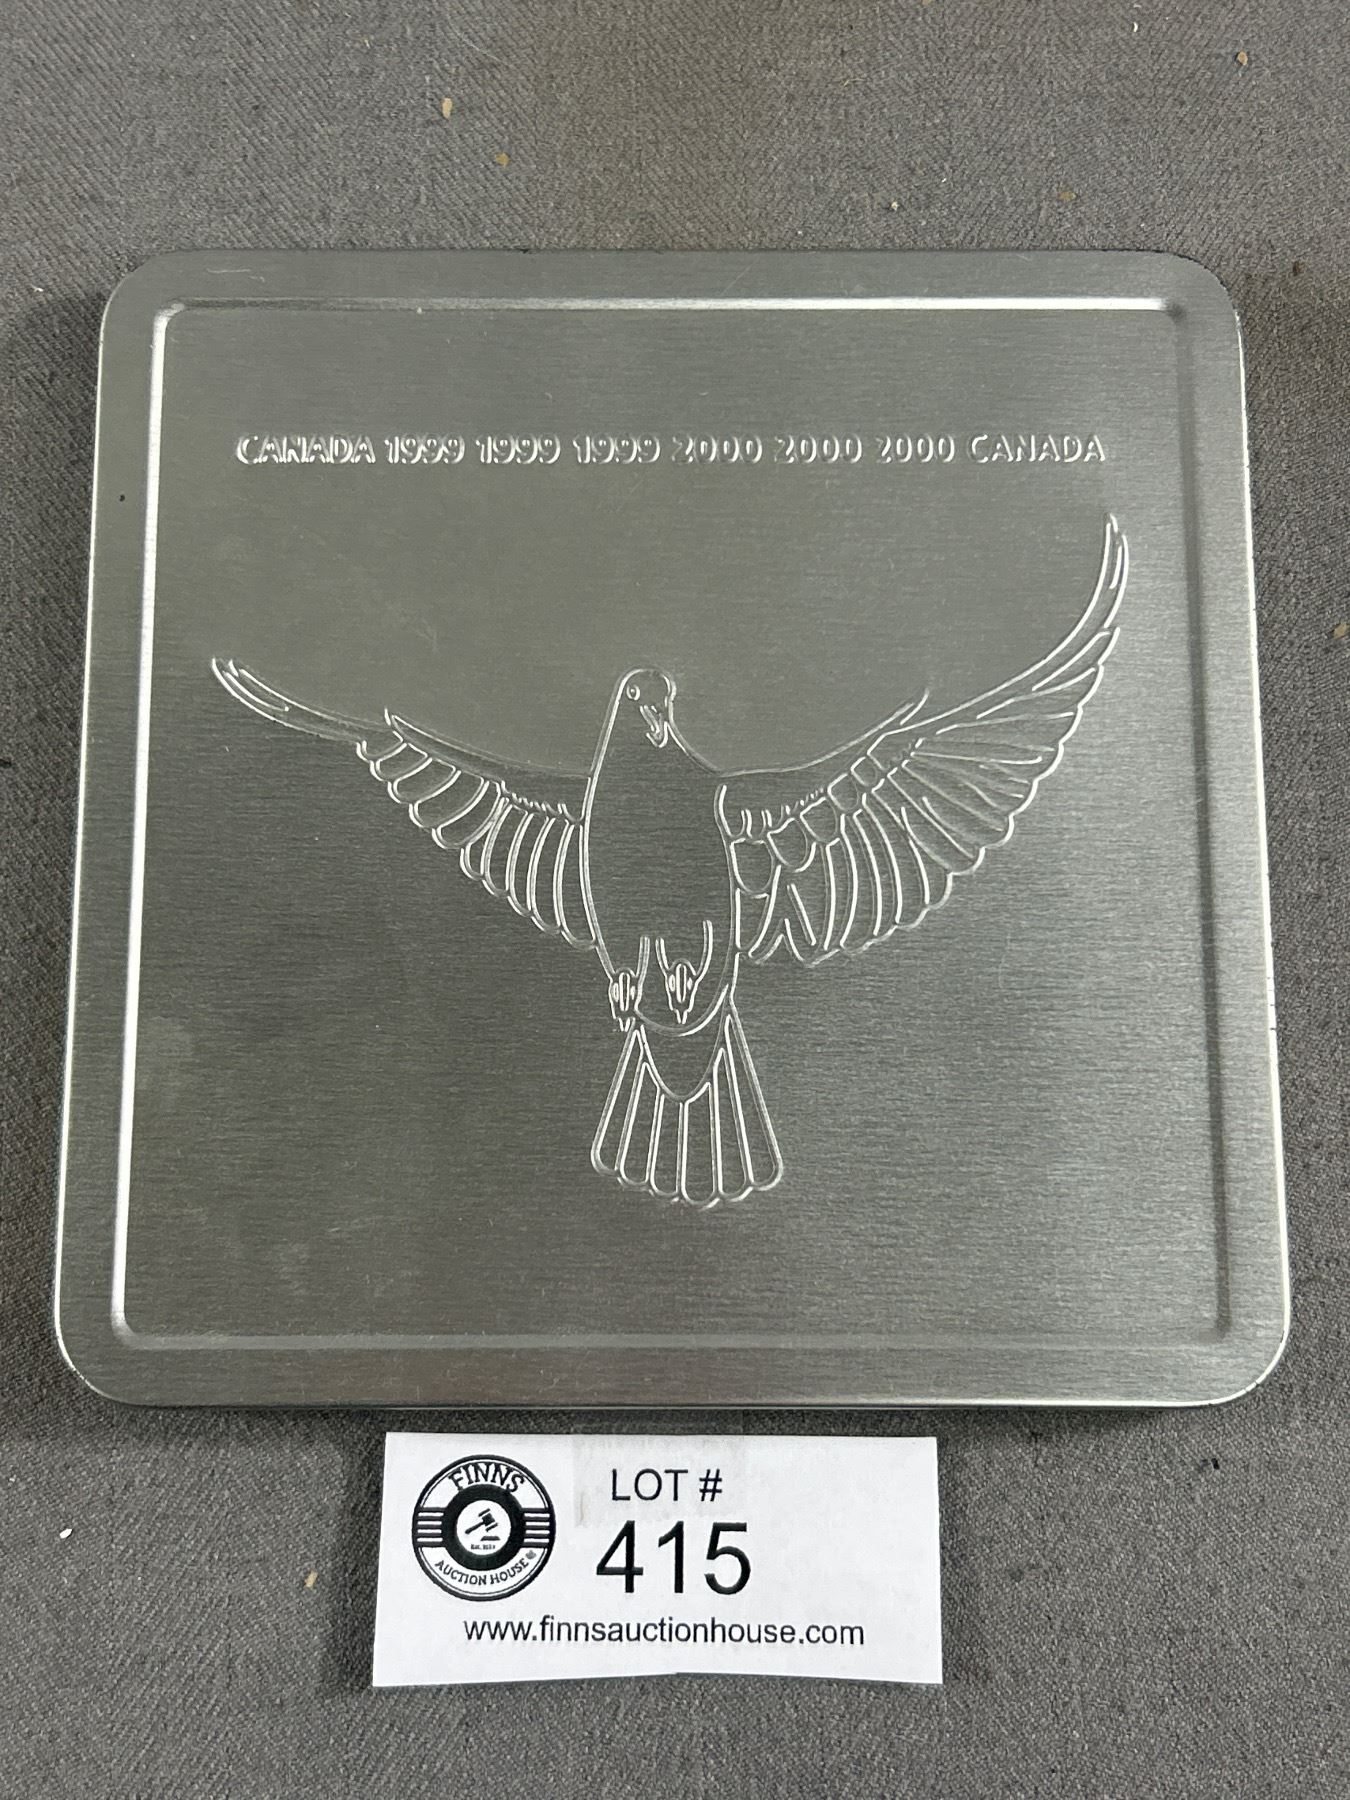 CANADA 1999 1999 1999 2000 2000 2000 CANADA
FINNS
AUCTION HOUSE
LOT #
415
www.finnsauctionhouse.com